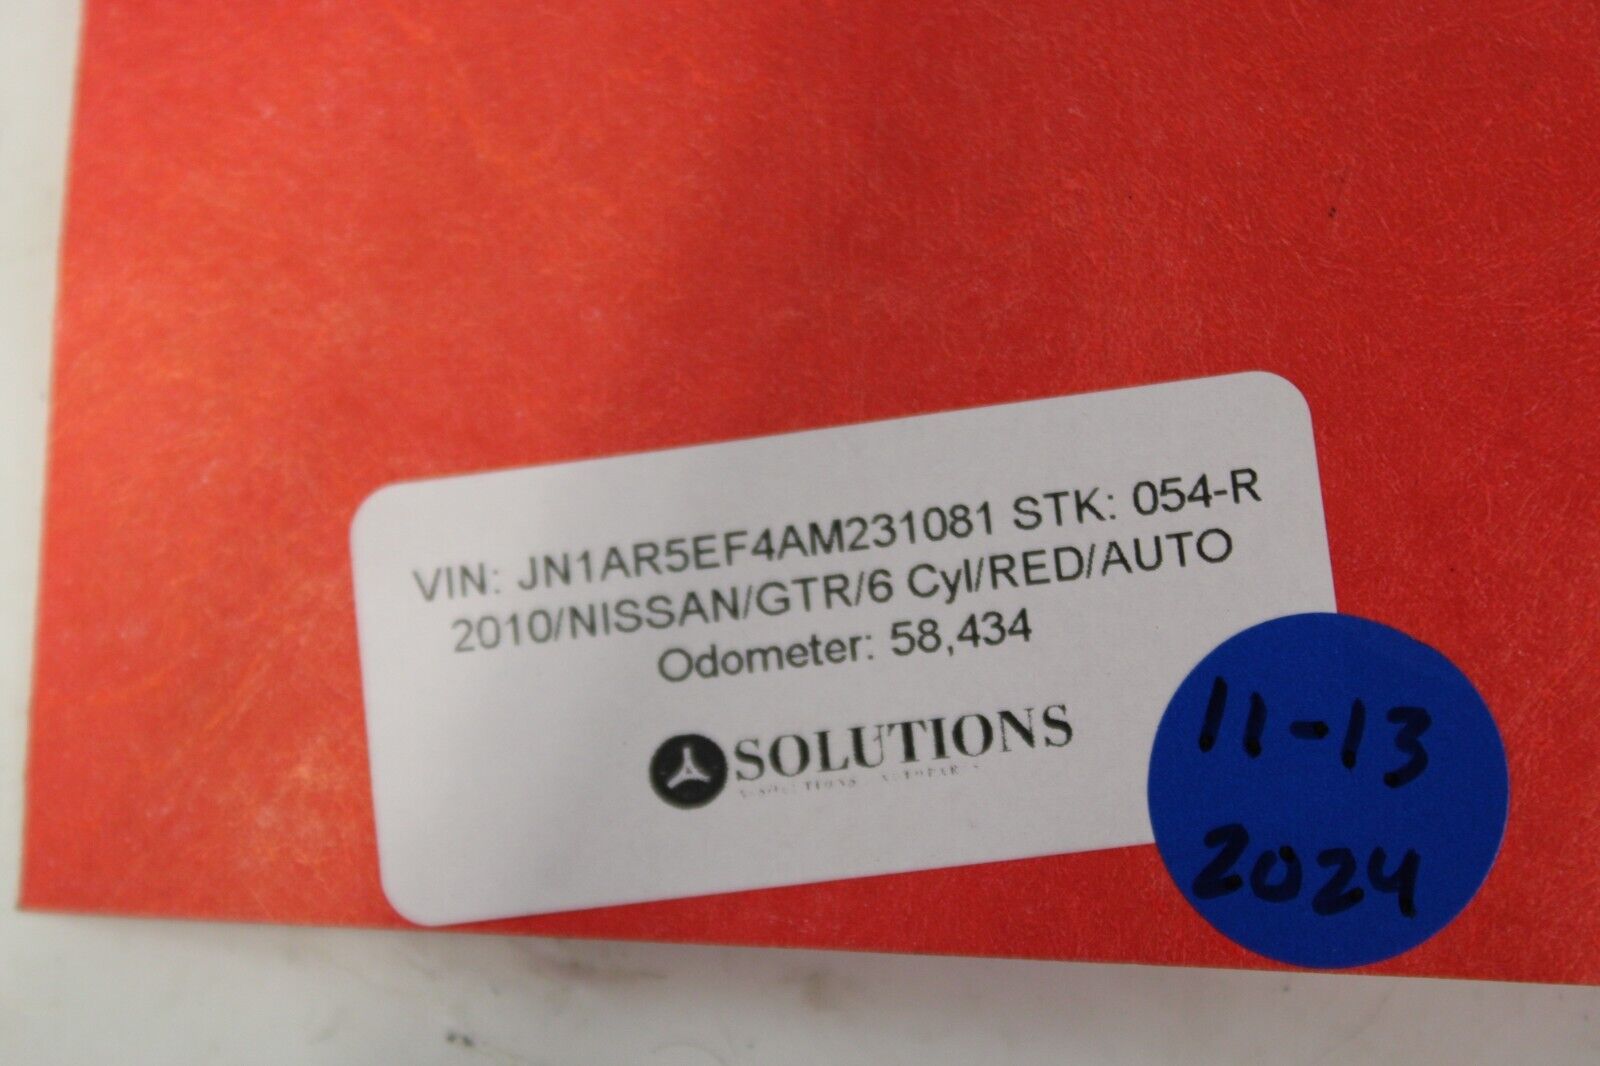 VIN: JN1AR5EF4AM231081 STK: 054-R
2010/NISSAN/GTR/6 Cyl/RED/AUTO
Odometer: 58,434
SOLUTIONS
11-13
2024